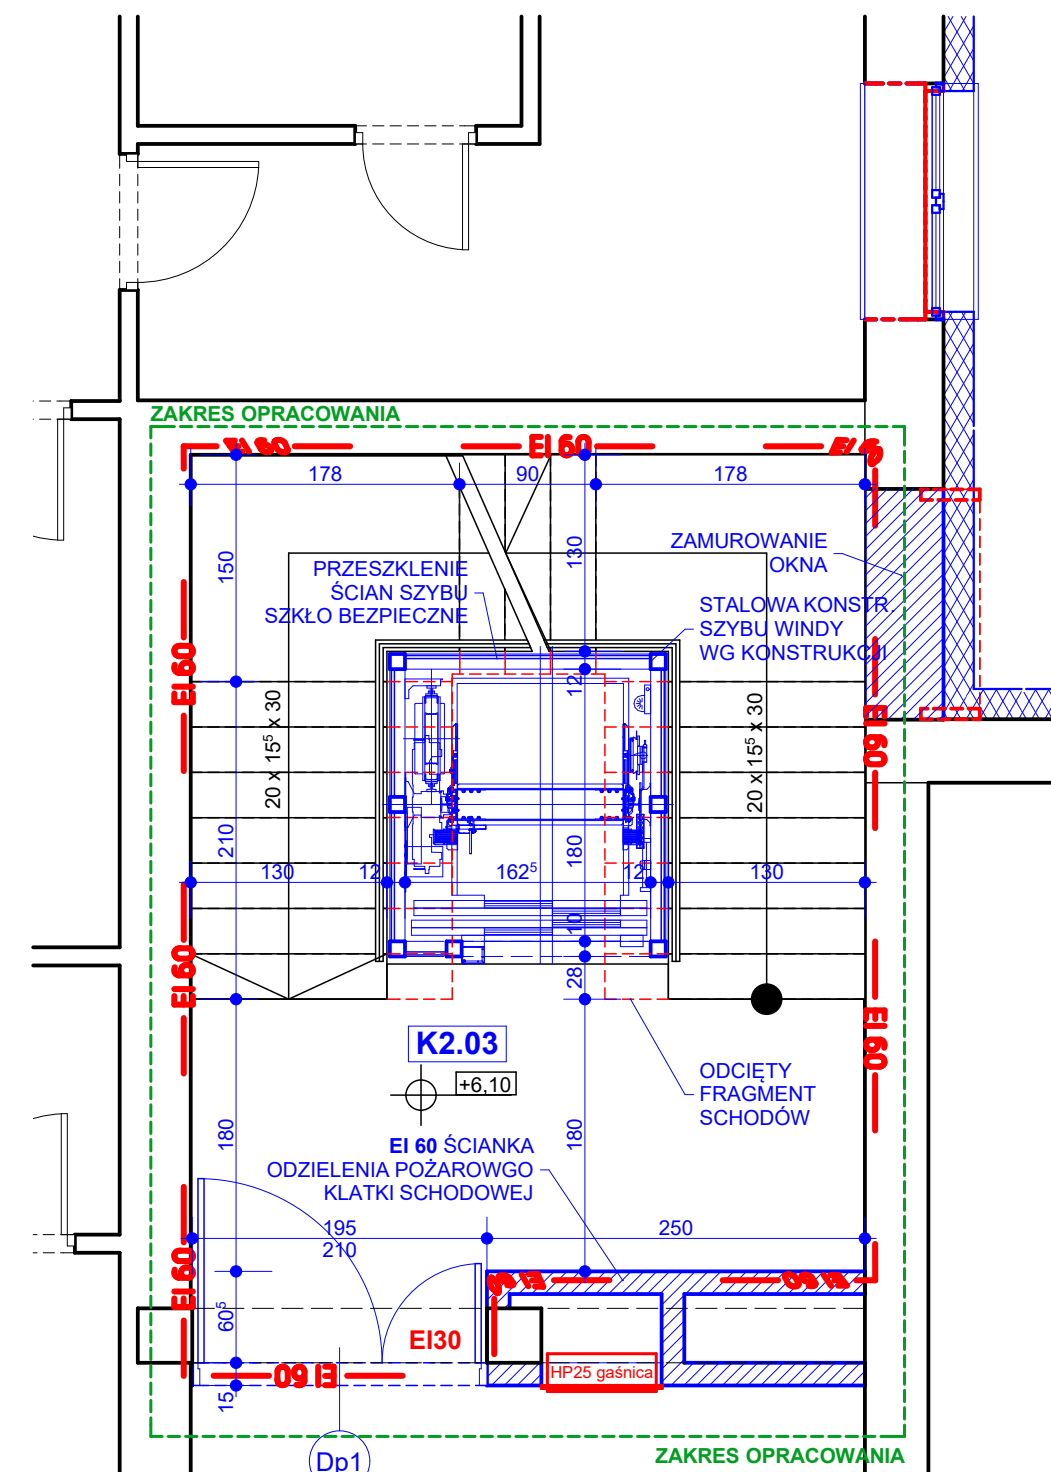 ZAKRES OPRACOWANIA
EI 60
EI 60
EI 60
178
90
178
150
130
PRZESZKLENIE
ŚCIAN SZYBU
SZKŁO BEZPIECZNE
ZAMUROWANIE
OKNA
STALOWA KONSTR.
SZYBU WINDY
WG KONSTRUKCJI
EI 60
EI 60
12
20 x 15⁵ x 30
20 x 15⁵ x 30
210
180
130
12
162⁵
12
130
10
28
EI 60
EI 60
K2.03
+6,10
ODCIĘTY
FRAGMENT
SCHODÓW
180
180
EI 60 ŚCIANKA
ODZIELENIA POŻAROWGO
KLATKI SCHODOWEJ
195
210
250
EI 60
EI 60
EI 60
60⁵
EI30
HP25 gaśnica
EI 60
15
Dp1
ZAKRES OPRACOWANIA